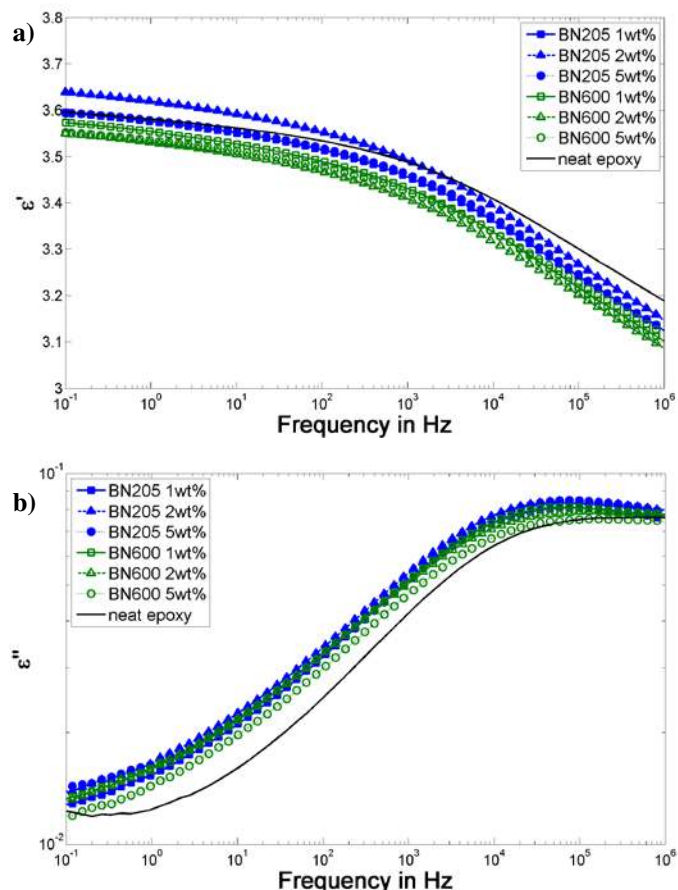 a)
3.8
3.7
3.6
3.5
3.4
3.3
3.2
3.1
3
ε'
BN205 1wt%
BN205 2wt%
BN205 5wt%
BN600 1wt%
BN600 2wt%
BN600 5wt%
neat epoxy
10⁻¹ 10⁰ 10¹ 10² 10³ 10⁴ 10⁵ 10⁶
Frequency in Hz
b)
10⁻¹
10⁻²
ε''
BN205 1wt%
BN205 2wt%
BN205 5wt%
BN600 1wt%
BN600 2wt%
BN600 5wt%
neat epoxy
10⁻¹ 10⁰ 10¹ 10² 10³ 10⁴ 10⁵ 10⁶
Frequency in Hz